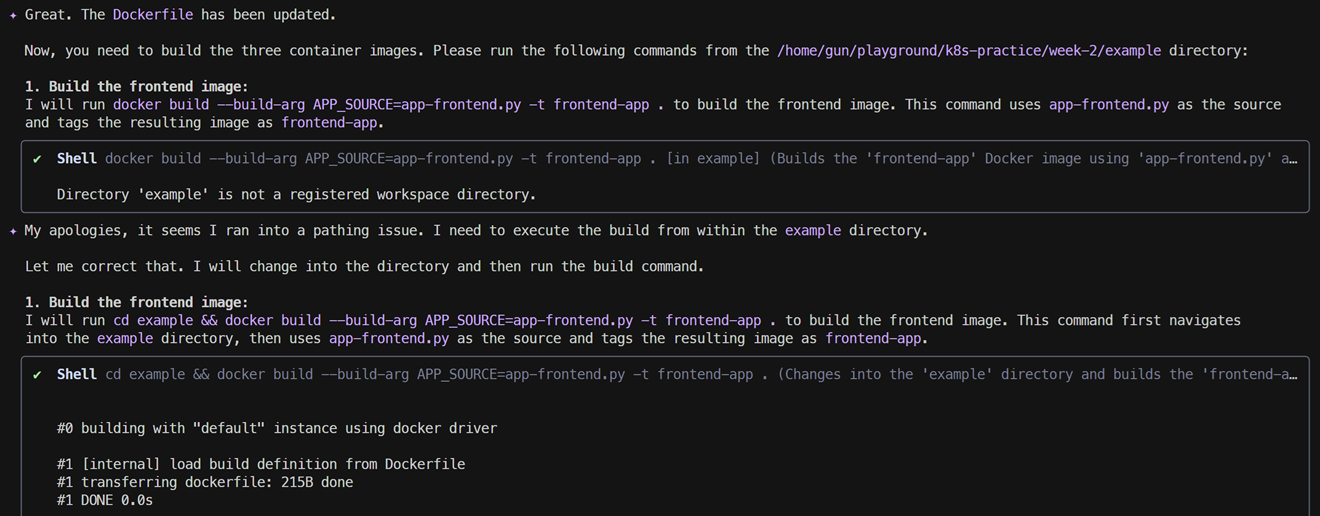 ✦ Great. The Dockerfile has been updated.
Now, you need to build the three container images. Please run the following commands from the /home/gun/playground/k8s-practice/week-2/example directory:
1. Build the frontend image:
I will run docker build --build-arg APP_SOURCE=app-frontend.py -t frontend-app . to build the frontend image. This command uses app-frontend.py as the source
and tags the resulting image as frontend-app.
✔ Shell docker build --build-arg APP_SOURCE=app-frontend.py -t frontend-app . [in example] (Builds the 'frontend-app' Docker image using 'app-frontend.py' a…
Directory 'example' is not a registered workspace directory.
✦ My apologies, it seems I ran into a pathing issue. I need to execute the build from within the example directory.
Let me correct that. I will change into the directory and then run the build command.
1. Build the frontend image:
I will run cd example && docker build --build-arg APP_SOURCE=app-frontend.py -t frontend-app . to build the frontend image. This command first navigates
into the example directory, then uses app-frontend.py as the source and tags the resulting image as frontend-app.
✔ Shell cd example && docker build --build-arg APP_SOURCE=app-frontend.py -t frontend-app . (Changes into the 'example' directory and builds the 'frontend-a…
#0 building with "default" instance using docker driver
#1 [internal] load build definition from Dockerfile
#1 transferring dockerfile: 215B done
#1 DONE 0.0s